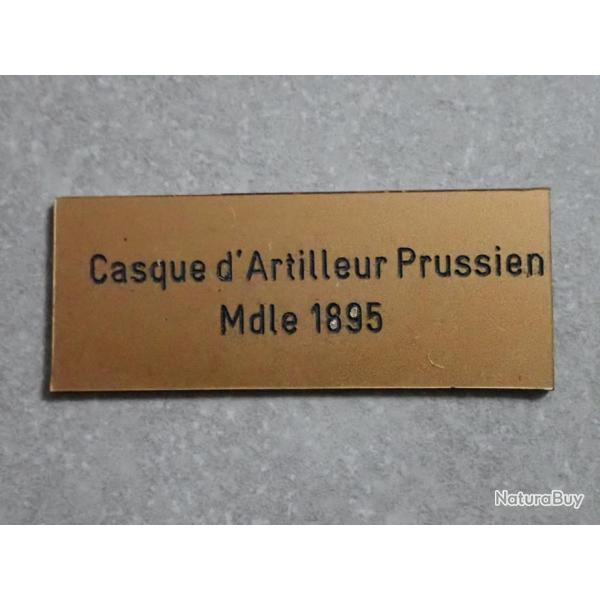 Casque d'Artilleur Prussien
Mdle 1895
NaturaBuy